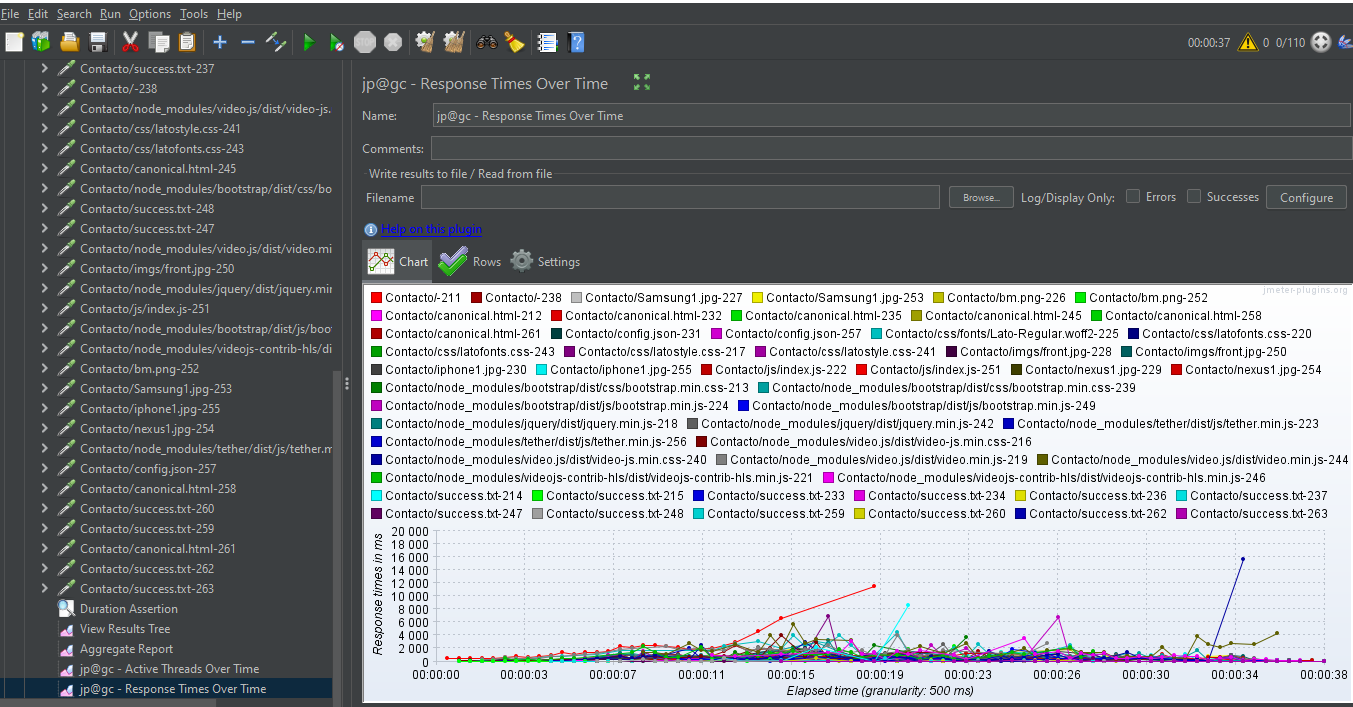 File Edit Search Run Options Tools Help
00:00:37 0 0/110
Contacto/success.txt-237
Contacto/-238
Contacto/node_modules/video.js/dist/video-js.
Contacto/css/latostyle.css-241
Contacto/css/latofonts.css-243
Contacto/canonical.html-245
Contacto/node_modules/bootstrap/dist/css/bo
Contacto/success.txt-248
Contacto/success.txt-247
Contacto/node_modules/video.js/dist/video.mi
Contacto/imgs/front.jpg-250
Contacto/node_modules/jquery/dist/jquery.mir
Contacto/js/index.js-251
Contacto/node_modules/bootstrap/dist/js/boo
Contacto/node_modules/videojs-contrib-hls/di
Contacto/bm.png-252
Contacto/Samsung1.jpg-253
Contacto/iphone1.jpg-255
Contacto/nexus1.jpg-254
Contacto/node_modules/tether/dist/js/tether.m
Contacto/config.json-257
Contacto/canonical.html-258
Contacto/success.txt-260
Contacto/success.txt-259
Contacto/canonical.html-261
Contacto/success.txt-262
Contacto/success.txt-263
Duration Assertion
View Results Tree
Aggregate Report
jp@gc - Active Threads Over Time
jp@gc - Response Times Over Time
jp@gc - Response Times Over Time
Name: jp@gc - Response Times Over Time
Comments:
Write results to file / Read from file
Filename Browse... Log/Display Only: Errors Successes Configure
Help on this plugin
Chart Rows Settings
jmeter-plugins.org
Contacto/-211 Contacto/-238 Contacto/Samsung1.jpg-227 Contacto/Samsung1.jpg-253 Contacto/bm.png-226 Contacto/bm.png-252
Contacto/canonical.html-212 Contacto/canonical.html-232 Contacto/canonical.html-235 Contacto/canonical.html-245 Contacto/canonical.html-258
Contacto/canonical.html-261 Contacto/config.json-231 Contacto/config.json-257 Contacto/css/fonts/Lato-Regular.woff2-225 Contacto/css/latofonts.css-220
Contacto/css/latofonts.css-243 Contacto/css/latostyle.css-217 Contacto/css/latostyle.css-241 Contacto/imgs/front.jpg-228 Contacto/imgs/front.jpg-250
Contacto/iphone1.jpg-230 Contacto/iphone1.jpg-255 Contacto/js/index.js-222 Contacto/js/index.js-251 Contacto/nexus1.jpg-229 Contacto/nexus1.jpg-254
Contacto/node_modules/bootstrap/dist/css/bootstrap.min.css-213 Contacto/node_modules/bootstrap/dist/css/bootstrap.min.css-239
Contacto/node_modules/bootstrap/dist/js/bootstrap.min.js-224 Contacto/node_modules/bootstrap/dist/js/bootstrap.min.js-249
Contacto/node_modules/jquery/dist/jquery.min.js-218 Contacto/node_modules/jquery/dist/jquery.min.js-242 Contacto/node_modules/tether/dist/js/tether.min.js-223
Contacto/node_modules/tether/dist/js/tether.min.js-256 Contacto/node_modules/video.js/dist/video-js.min.css-216
Contacto/node_modules/video.js/dist/video-js.min.css-240 Contacto/node_modules/video.js/dist/video.min.js-219 Contacto/node_modules/video.js/dist/video.min.js-244
Contacto/node_modules/videojs-contrib-hls/dist/videojs-contrib-hls.min.js-221 Contacto/node_modules/videojs-contrib-hls/dist/videojs-contrib-hls.min.js-246
Contacto/success.txt-214 Contacto/success.txt-215 Contacto/success.txt-233 Contacto/success.txt-234 Contacto/success.txt-236 Contacto/success.txt-237
Contacto/success.txt-247 Contacto/success.txt-248 Contacto/success.txt-259 Contacto/success.txt-260 Contacto/success.txt-262 Contacto/success.txt-263
Response times in ms
20 000
18 000
16 000
14 000
12 000
10 000
8 000
6 000
4 000
2 000
0
00:00:00 00:00:03 00:00:07 00:00:11 00:00:15 00:00:19 00:00:22 00:00:26 00:00:30 00:00:34 00:00:38
Elapsed time (granularity: 500 ms)